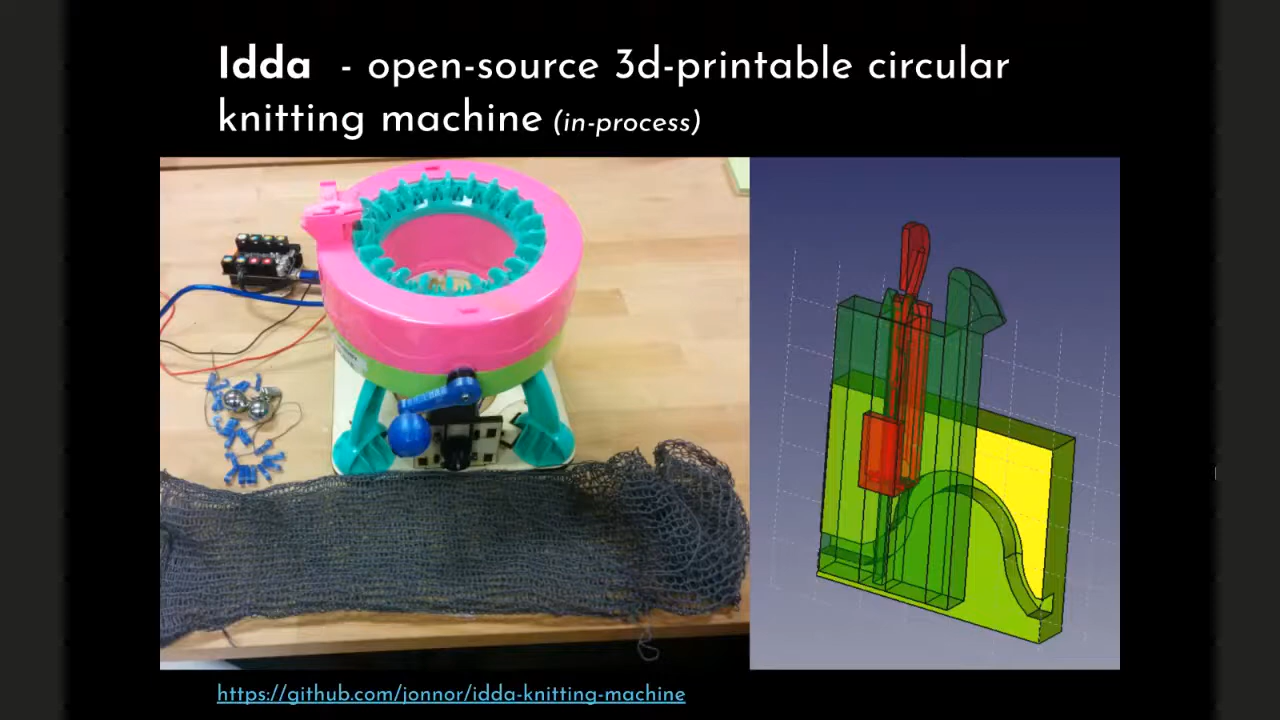 Idda - open-source 3d-printable circular
knitting machine (in-process)
https://github.com/jonnor/idda-knitting-machine